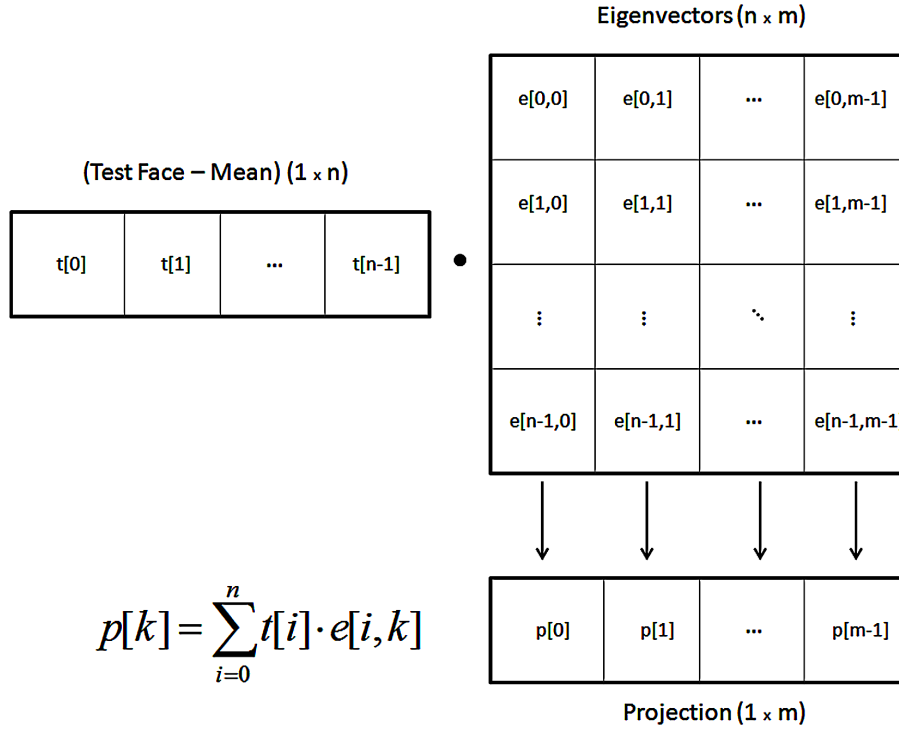 Eigenvectors (n x m)
e[0,0] e[0,1] ... e[0,m-1]
(Test Face – Mean) (1 x n)
e[1,0] e[1,1] ... e[1,m-1]
t[0] t[1] ... t[n-1] •
⋮ ⋮ ⋱ ⋮
e[n-1,0] e[n-1,1] ... e[n-1,m-1
p[k] = ∑ t[i]·e[i,k]
n
i=0
p[0] p[1] ... p[m-1]
Projection (1 x m)